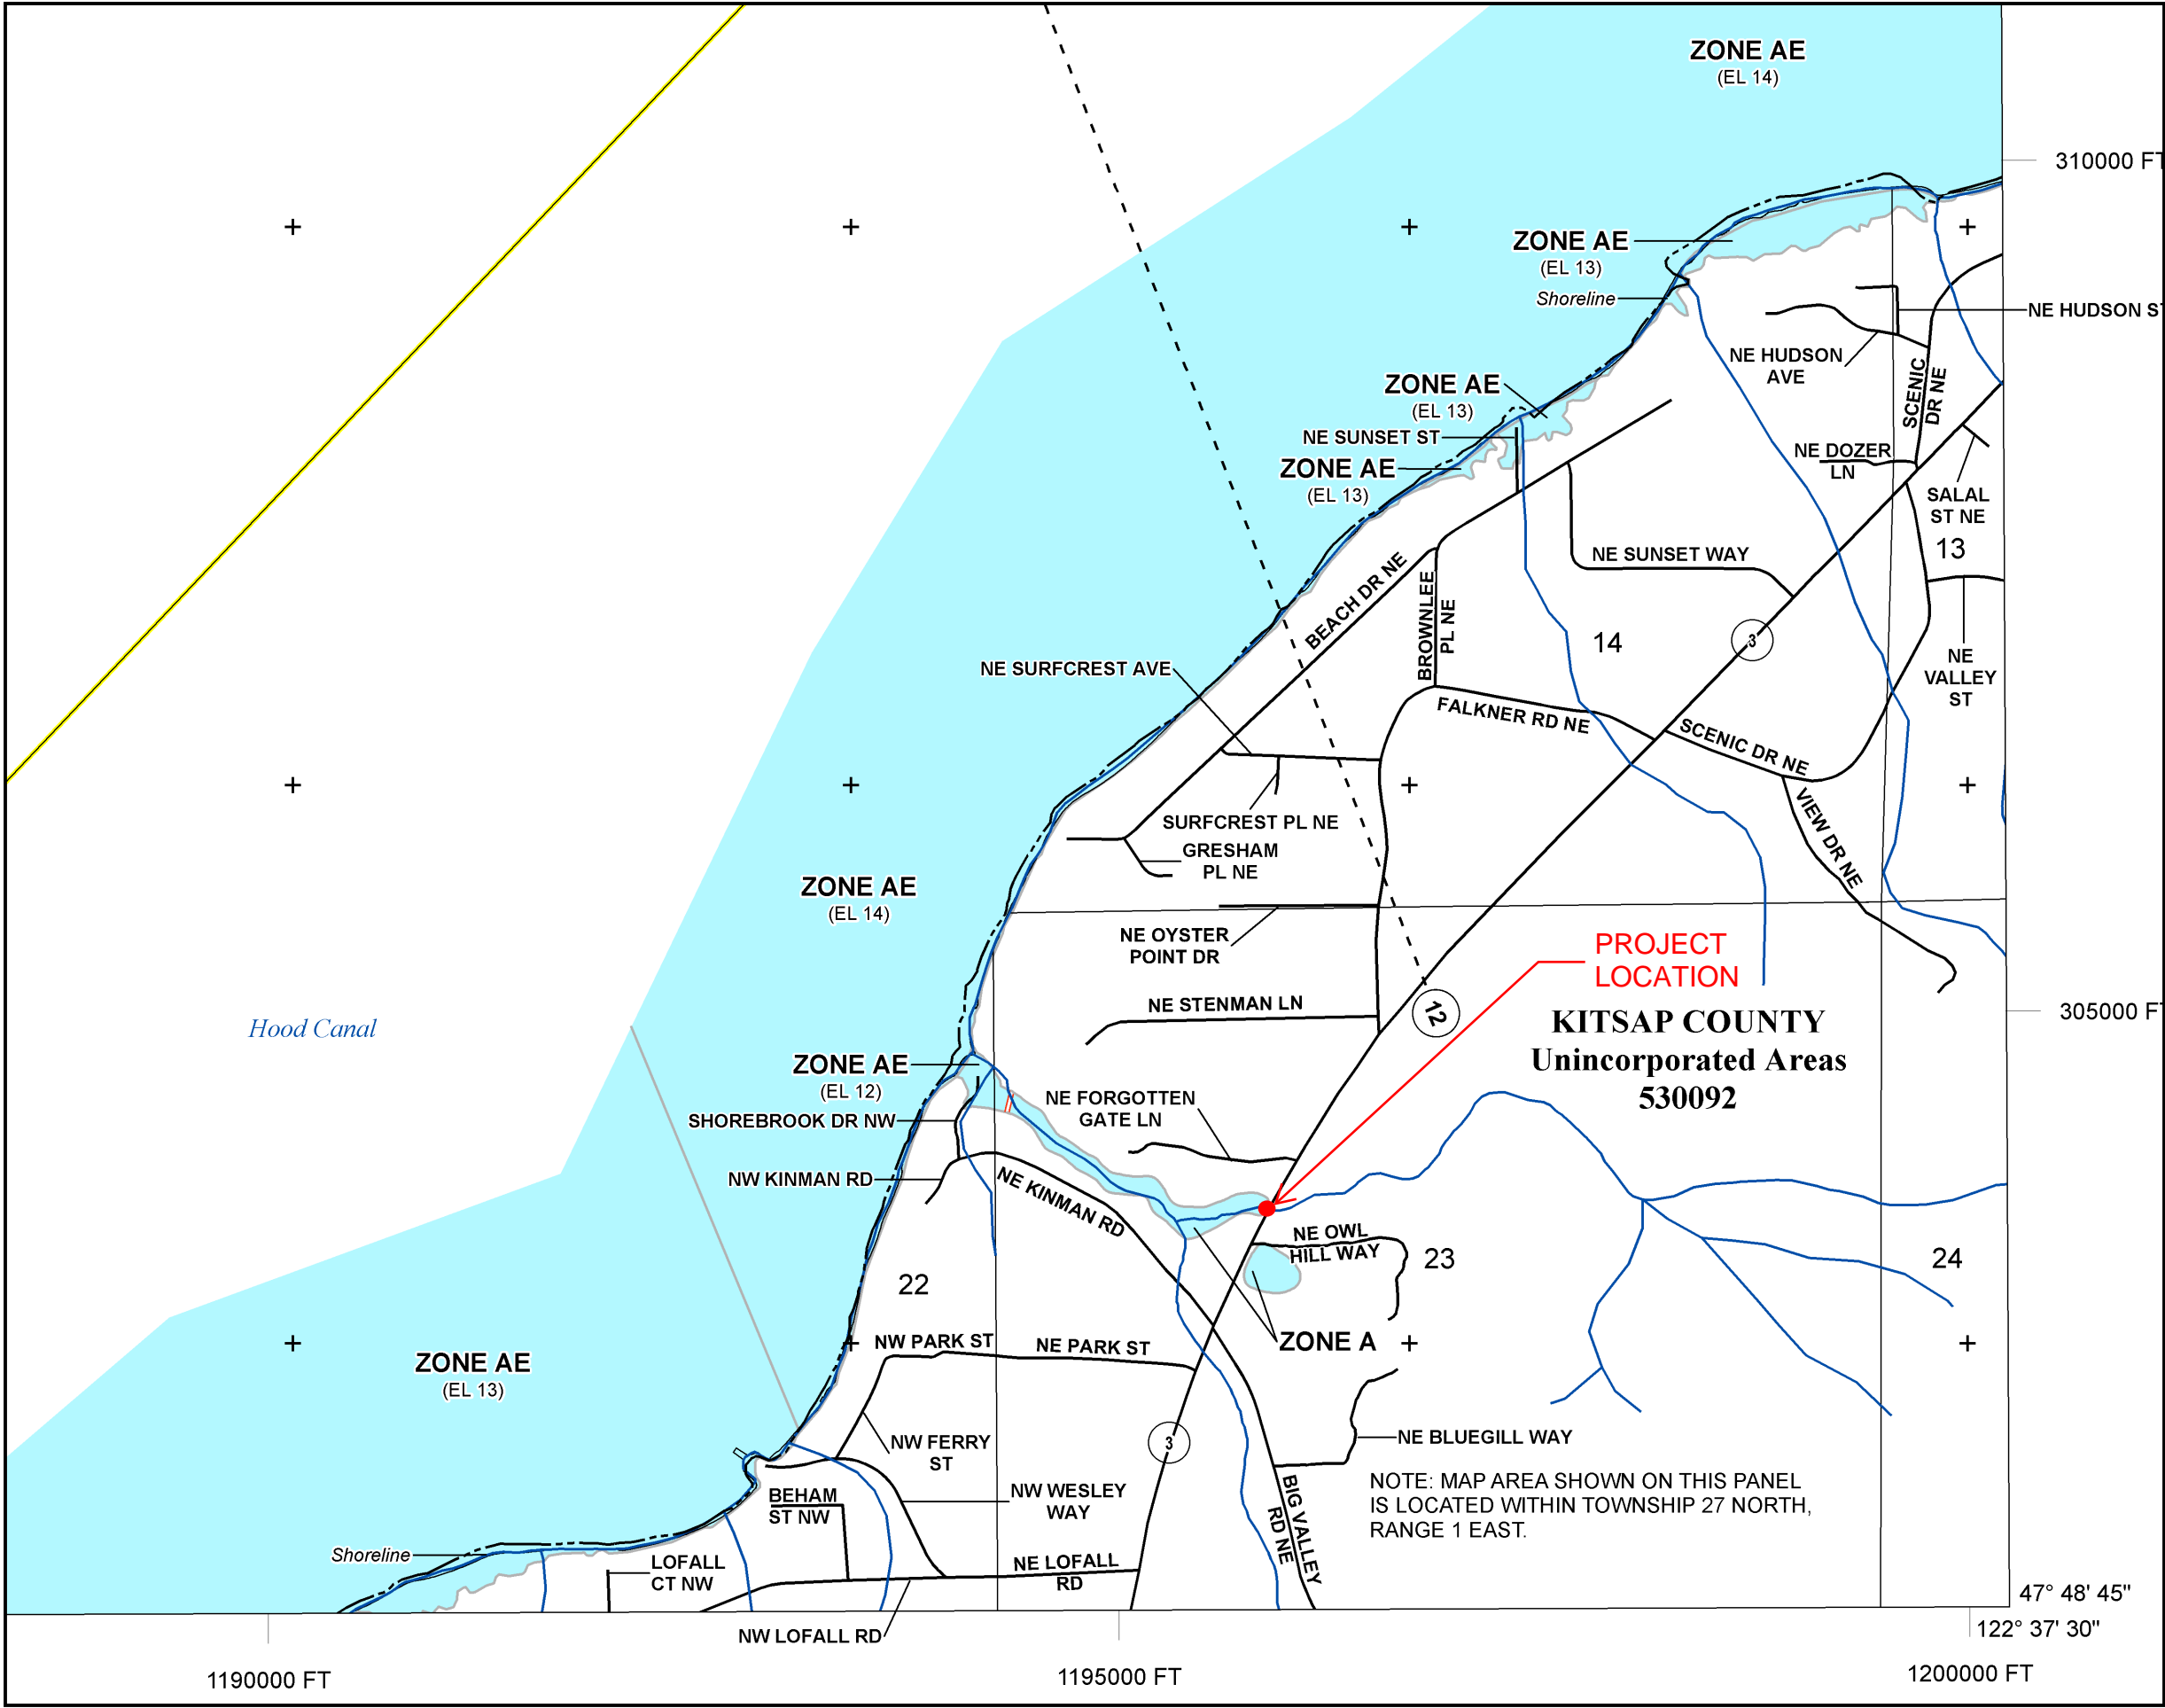 ZONE AE
(EL 14)
310000 FT
ZONE AE
(EL 13)
Shoreline
NE HUDSON ST
NE HUDSON
AVE
SCENIC
DR NE
ZONE AE
(EL 13)
NE SUNSET ST
ZONE AE
(EL 13)
NE DOZER
LN
SALAL
ST NE
13
NE SUNSET WAY
BEACH DR NE
BROWNLEE
PL NE
14
3
NE
VALLEY
ST
NE SURFCREST AVE
FALKNER RD NE
SCENIC DR NE
VIEW DR NE
SURFCREST PL NE
GRESHAM
PL NE
ZONE AE
(EL 14)
NE OYSTER
POINT DR
PROJECT
LOCATION
NE STENMAN LN
12
305000 FT
Hood Canal
KITSAP COUNTY
Unincorporated Areas
530092
ZONE AE
(EL 12)
SHOREBROOK DR NW
NE FORGOTTEN
GATE LN
NW KINMAN RD
NE KINMAN RD
NE OWL
HILL WAY
23
24
22
ZONE A
NW PARK ST
NE PARK ST
ZONE AE
(EL 13)
NW FERRY
ST
3
NE BLUEGILL WAY
NW WESLEY
WAY
BEHAM
ST NW
BIG VALLEY
RD NE
NOTE: MAP AREA SHOWN ON THIS PANEL
IS LOCATED WITHIN TOWNSHIP 27 NORTH,
RANGE 1 EAST.
Shoreline
LOFALL
CT NW
NE LOFALL
RD
NW LOFALL RD
47° 48' 45"
122° 37' 30"
1190000 FT
1195000 FT
1200000 FT